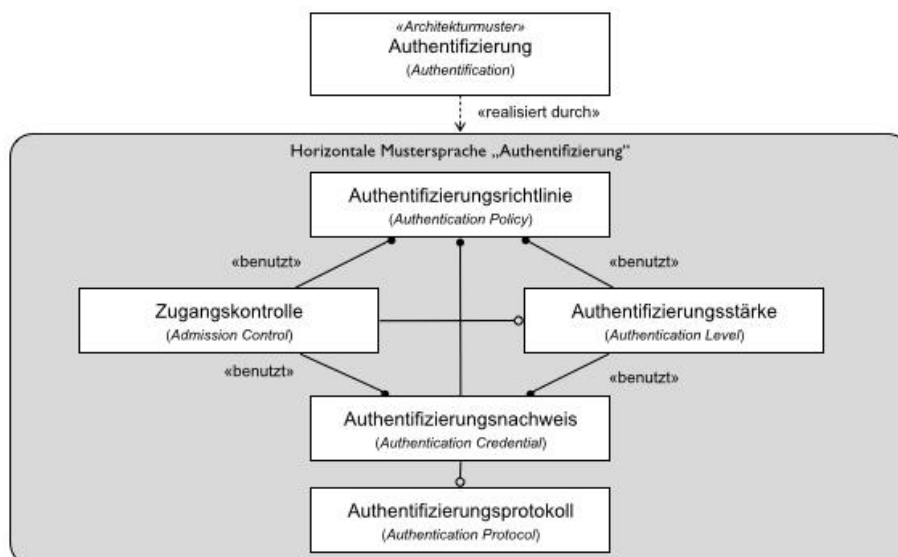 «Architekturmuster»
Authentifizierung
(Authentification)
«realisiert durch»
Horizontale Mustersprache „Authentifizierung"
Authentifizierungsrichtlinie
(Authentication Policy)
«benutzt»
«benutzt»
Zugangskontrolle
(Admission Control)
Authentifizierungsstärke
(Authentication Level)
«benutzt»
«benutzt»
Authentifizierungsnachweis
(Authentication Credential)
Authentifizierungsprotokoll
(Authentication Protocol)